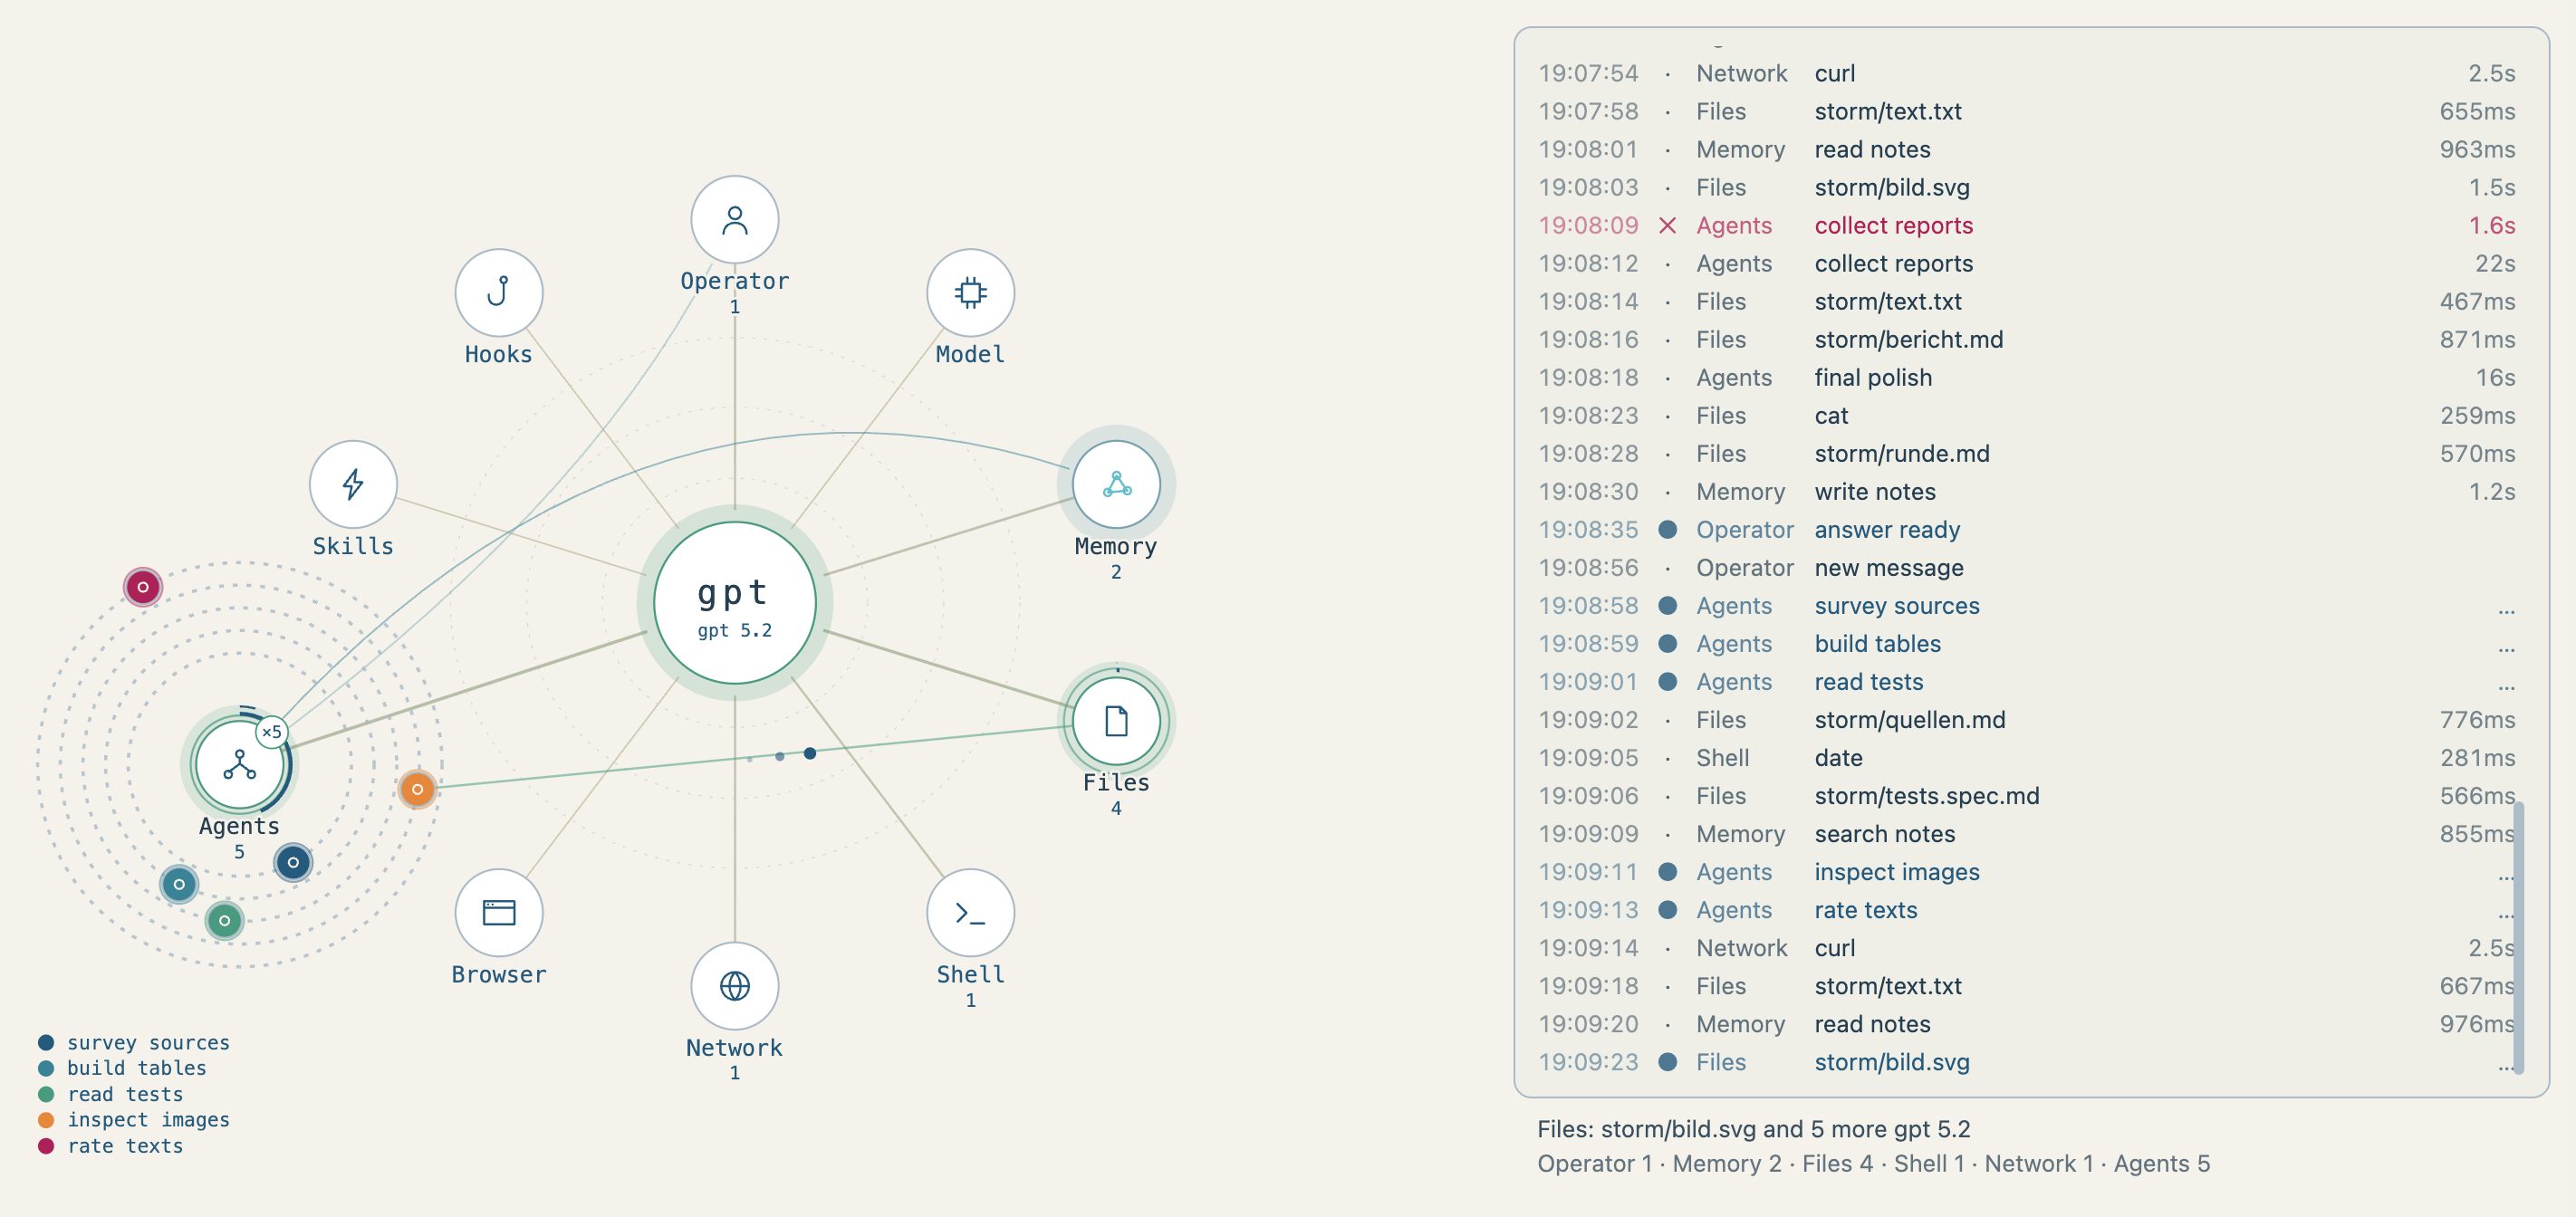 Operator
1
Hooks
Model
Skills
Memory
2
gpt
gpt 5.2
×5
Agents
5
Files
4
Browser
Shell
1
Network
1
survey sources
build tables
read tests
inspect images
rate texts
19:07:54 · Network curl 2.5s
19:07:58 · Files storm/text.txt 655ms
19:08:01 · Memory read notes 963ms
19:08:03 · Files storm/bild.svg 1.5s
19:08:09 × Agents collect reports 1.6s
19:08:12 · Agents collect reports 22s
19:08:14 · Files storm/text.txt 467ms
19:08:16 · Files storm/bericht.md 871ms
19:08:18 · Agents final polish 16s
19:08:23 · Files cat 259ms
19:08:28 · Files storm/runde.md 570ms
19:08:30 · Memory write notes 1.2s
19:08:35 ● Operator answer ready
19:08:56 · Operator new message
19:08:58 ● Agents survey sources ...
19:08:59 ● Agents build tables ...
19:09:01 ● Agents read tests ...
19:09:02 · Files storm/quellen.md 776ms
19:09:05 · Shell date 281ms
19:09:06 · Files storm/tests.spec.md 566ms
19:09:09 · Memory search notes 855ms
19:09:11 ● Agents inspect images ...
19:09:13 ● Agents rate texts ...
19:09:14 · Network curl 2.5s
19:09:18 · Files storm/text.txt 667ms
19:09:20 · Memory read notes 976ms
19:09:23 ● Files storm/bild.svg ...
Files: storm/bild.svg and 5 more gpt 5.2
Operator 1 · Memory 2 · Files 4 · Shell 1 · Network 1 · Agents 5